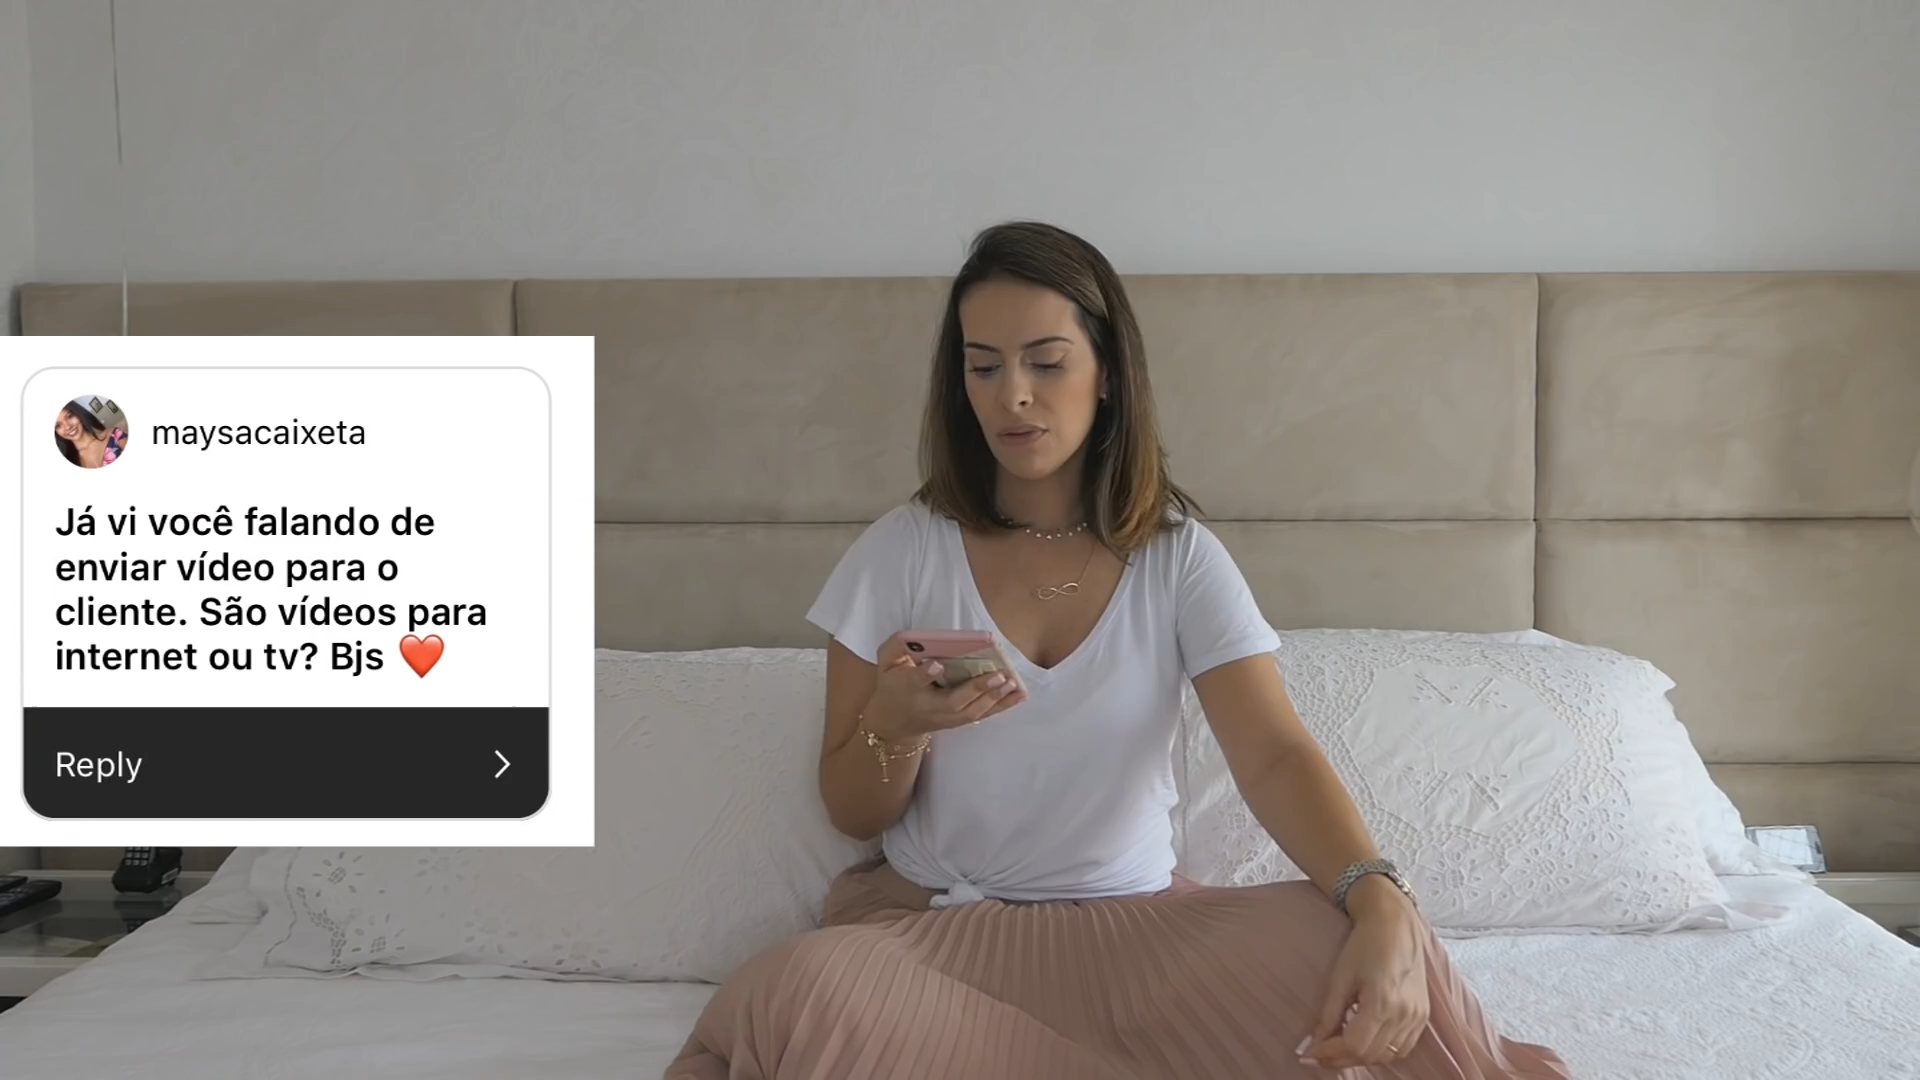 maysacaixeta
Já vi você falando de
enviar vídeo para o
cliente. São vídeos para
internet ou tv? Bjs ❤️
Reply